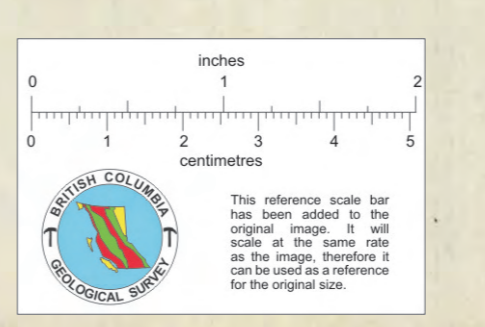 inches
0 1 2
0 1 2 3 4 5
centimetres
BRITISH COLUMBIA
GEOLOGICAL SURVEY
This reference scale bar
has been added to the
original image. It will
scale at the same rate
as the image, therefore it
can be used as a reference
for the original size.